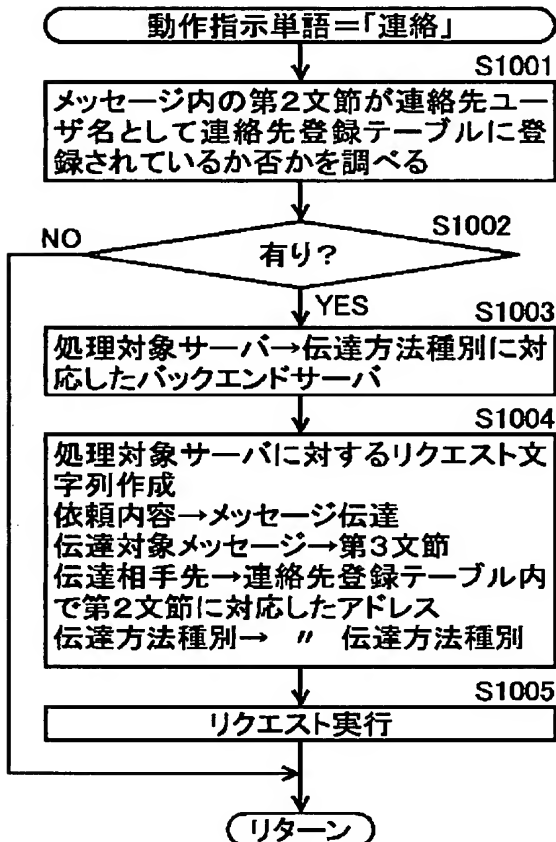 動作指示単語=「連絡」
S1001
メッセージ内の第2文節が連絡先ユー
ザ名として連絡先登録テーブルに登
録されているか否かを調べる
S1002
NO
有り?
YES
S1003
処理対象サーバ→伝達方法種別に対
応したバックエンドサーバ
S1004
処理対象サーバに対するリクエスト文
字列作成
依頼内容→メッセージ伝達
伝達対象メッセージ→第3文節
伝達相手先→連絡先登録テーブル内
で第2文節に対応したアドレス
伝達方法種別→ 〃 伝達方法種別
S1005
リクエスト実行
リターン